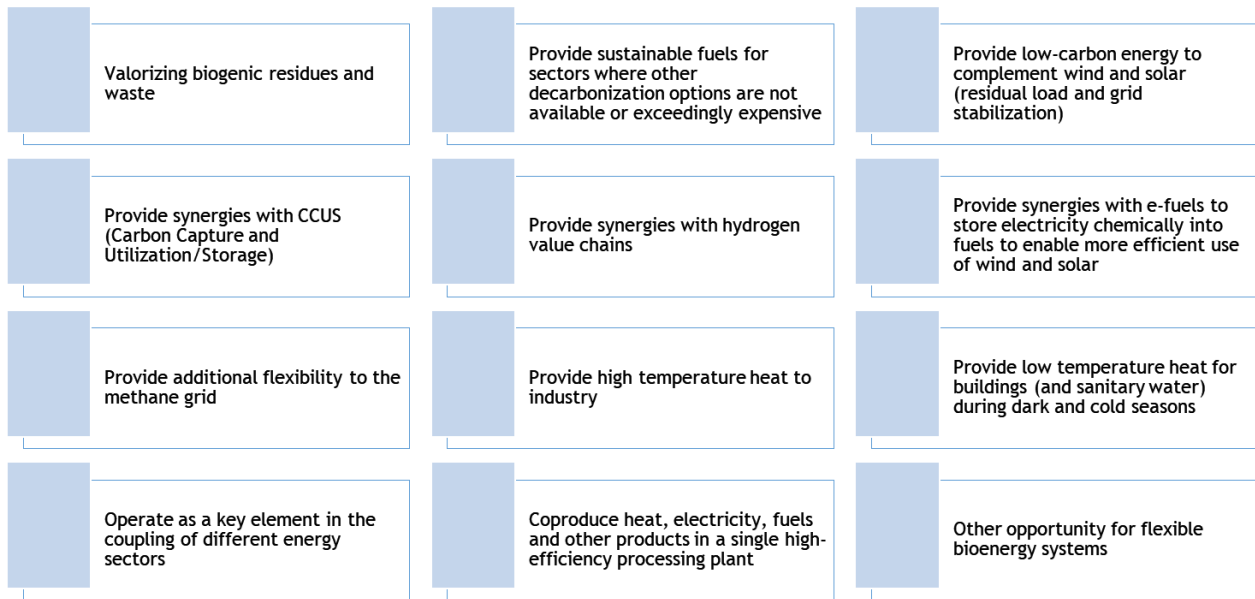 Valorizing biogenic residues and
waste
Provide sustainable fuels for
sectors where other
decarbonization options are not
available or exceedingly expensive
Provide low-carbon energy to
complement wind and solar
(residual load and grid
stabilization)
Provide synergies with CCUS
(Carbon Capture and
Utilization/Storage)
Provide synergies with hydrogen
value chains
Provide synergies with e-fuels to
store electricity chemically into
fuels to enable more efficient use
of wind and solar
Provide additional flexibility to the
methane grid
Provide high temperature heat to
industry
Provide low temperature heat for
buildings (and sanitary water)
during dark and cold seasons
Operate as a key element in the
coupling of different energy
sectors
Coproduce heat, electricity, fuels
and other products in a single high-
efficiency processing plant
Other opportunity for flexible
bioenergy systems